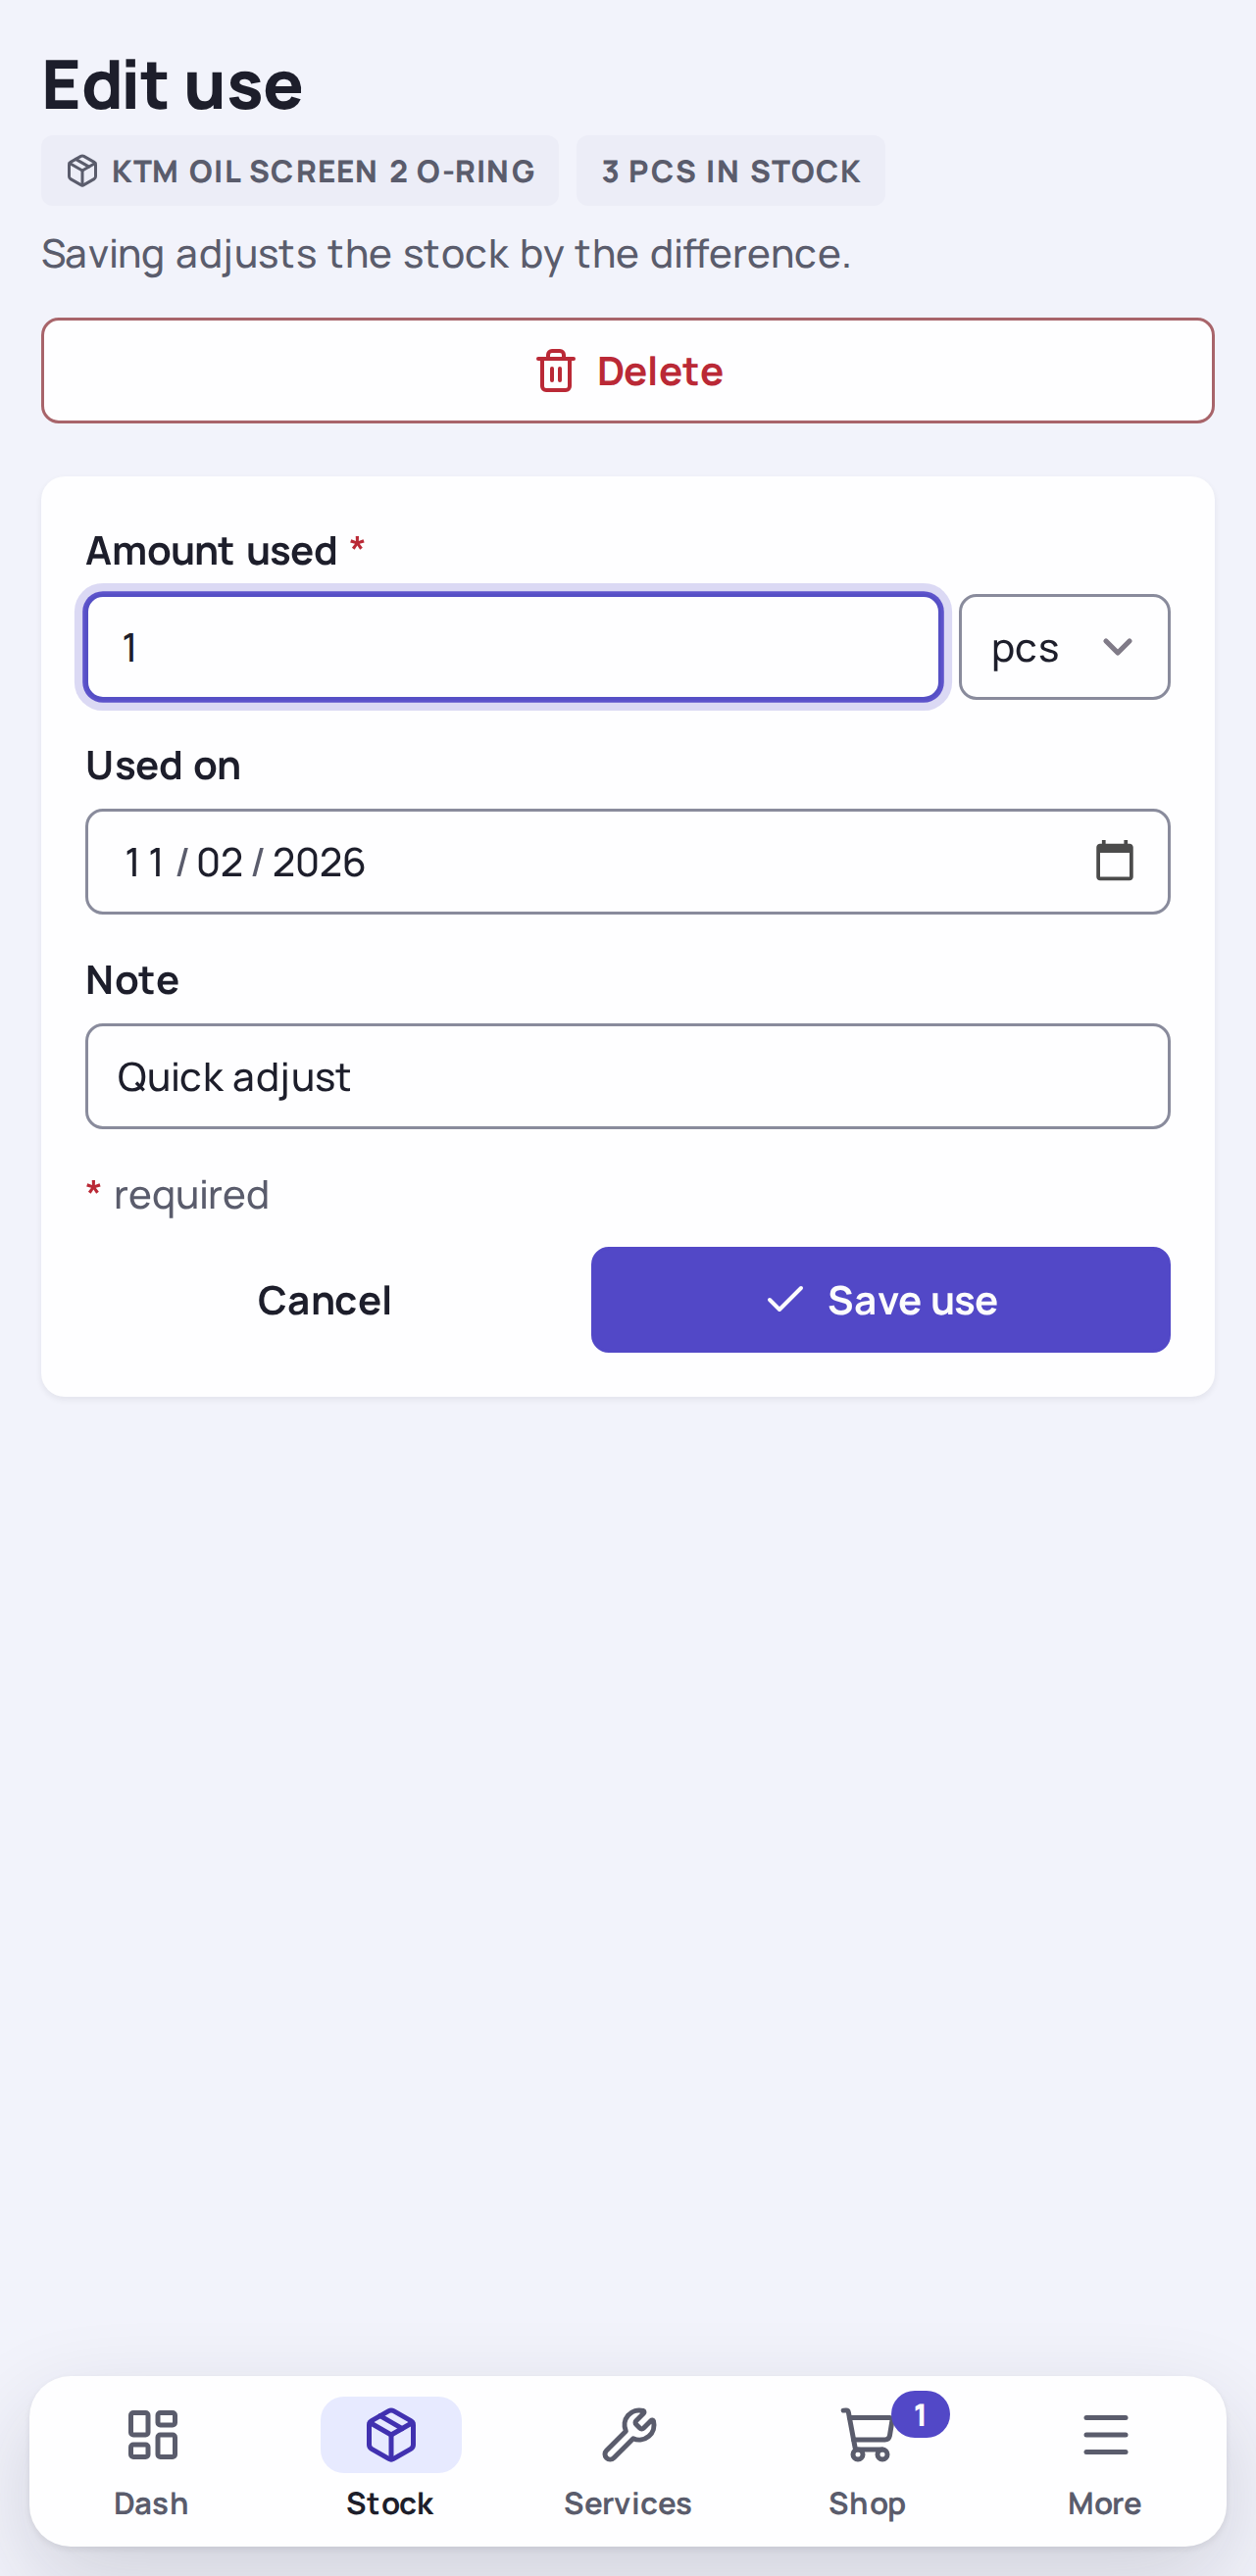 Edit use
KTM OIL SCREEN 2 O-RING 3 PCS IN STOCK
Saving adjusts the stock by the difference.
Delete
Amount used *
1 pcs
Used on
11/02/2026
Note
Quick adjust
* required
Cancel Save use
1
Dash Stock Services Shop More